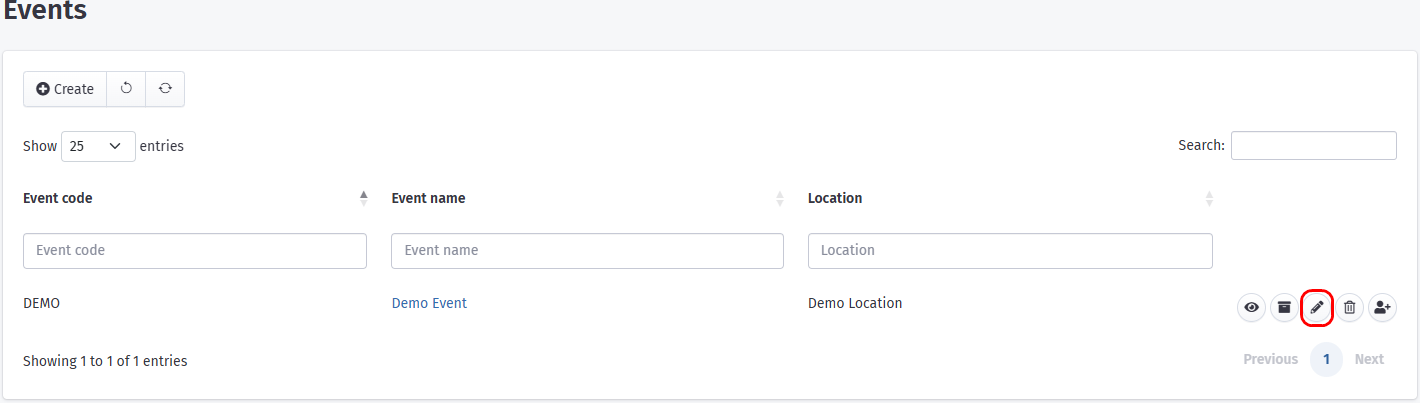 Events
Create
Show 25 entries
Search:
Event code Event name Location
Event code Event name Location
DEMO Demo Event Demo Location
Showing 1 to 1 of 1 entries
Previous 1 Next